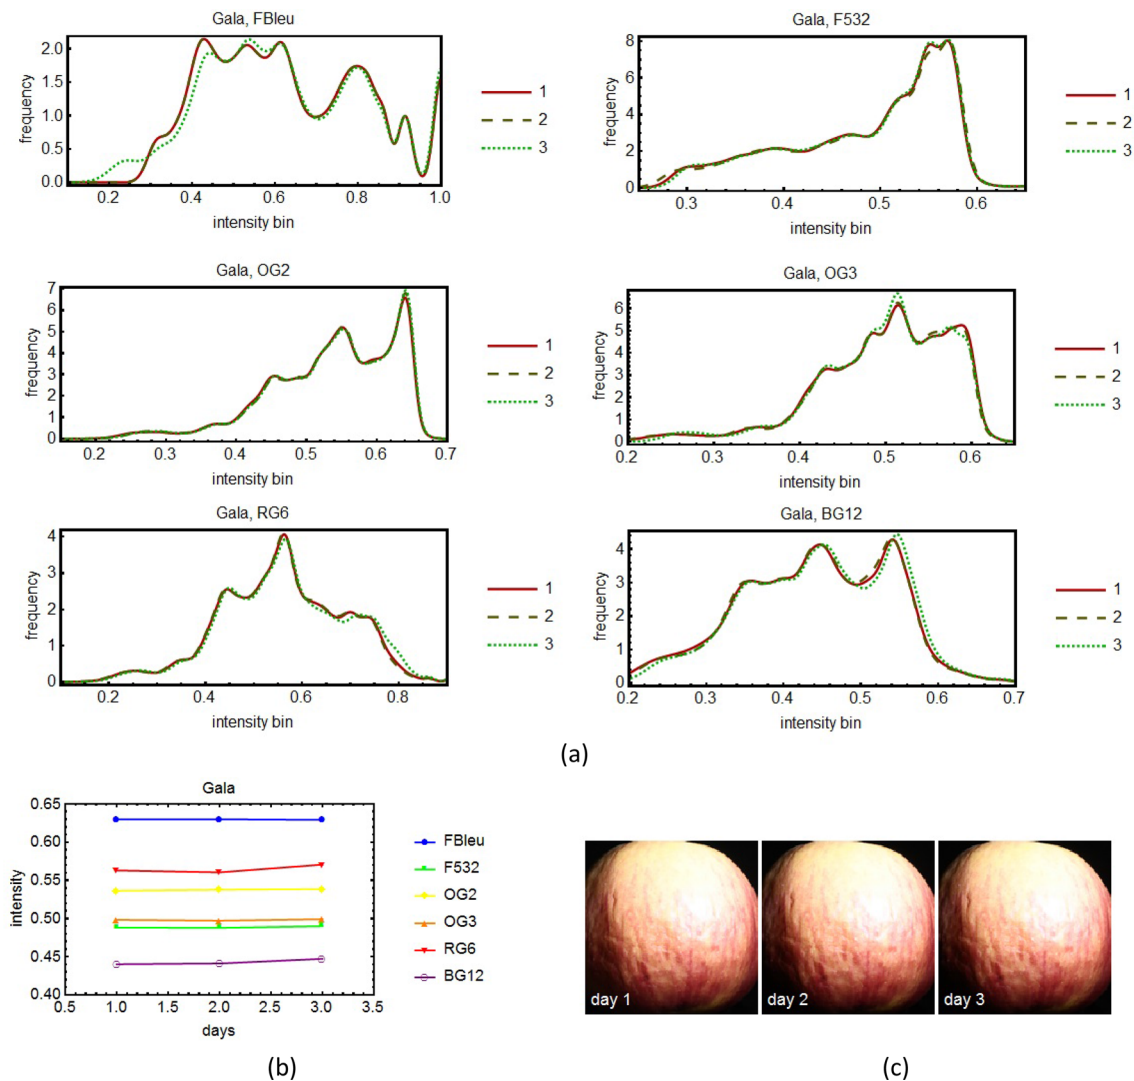 Gala, FBleu
frequency
2.0
1.5
1.0
0.5
0.0
0.2 0.4 0.6 0.8 1.0
intensity bin
1
2
3
Gala, F532
frequency
8
6
4
2
0
0.3 0.4 0.5 0.6
intensity bin
1
2
3
Gala, OG2
frequency
7
6
5
4
3
2
1
0
0.2 0.3 0.4 0.5 0.6 0.7
intensity bin
1
2
3
Gala, OG3
frequency
6
5
4
3
2
1
0
0.2 0.3 0.4 0.5 0.6
intensity bin
1
2
3
Gala, RG6
frequency
4
3
2
1
0
0.2 0.4 0.6 0.8
intensity bin
1
2
3
Gala, BG12
frequency
4
3
2
1
0
0.2 0.3 0.4 0.5 0.6 0.7
intensity bin
1
2
3
(a)
Gala
intensity
0.65
0.60
0.55
0.50
0.45
0.40
0.5 1.0 1.5 2.0 2.5 3.0 3.5
days
FBleu
F532
OG2
OG3
RG6
BG12
(b)
day 1 day 2 day 3
(c)